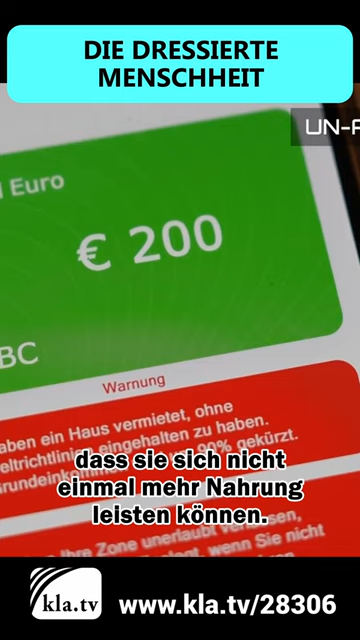 DIE DRESSIERTE
MENSCHHEIT
UN-
Euro
€ 200
BC
Warnung
aben ein Haus vermietet, ohne
eltrichtlinien eingehalten zu haben.
90% gekürzt.
dass sie sich nicht
einmal mehr Nahrung
leisten können.
Zone unerlaubt
wenn Sie nicht
kla.tv
www.kla.tv/28306